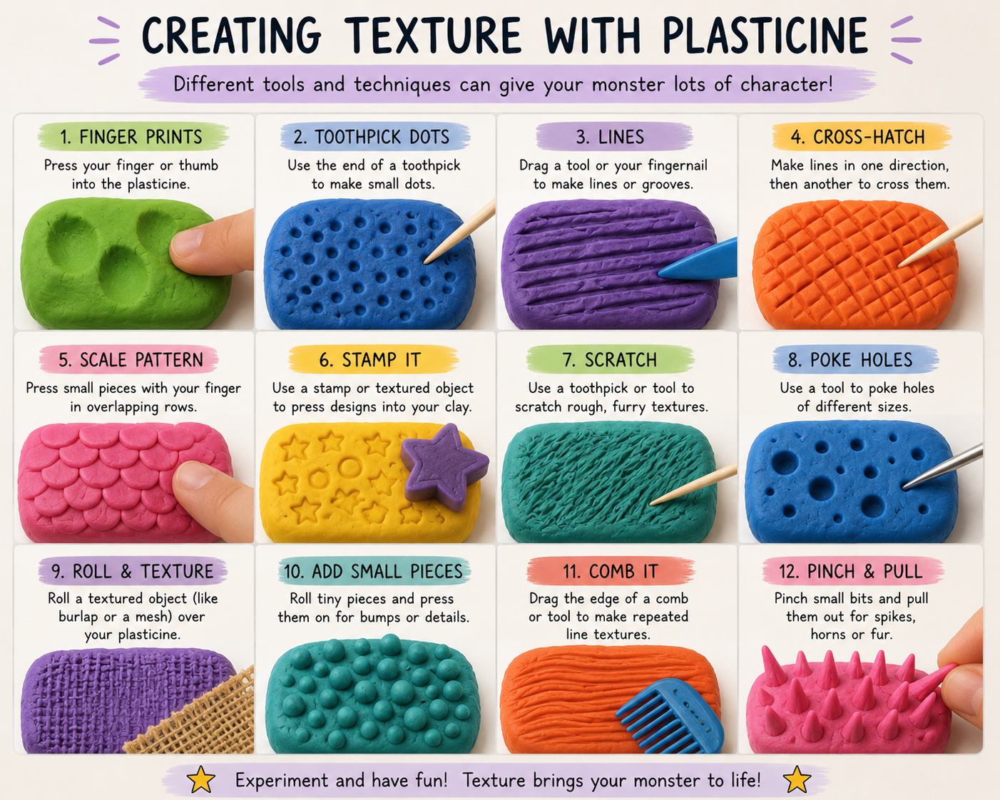 CREATING TEXTURE WITH PLASTICINE
Different tools and techniques can give your monster lots of character!
1. FINGER PRINTS
Press your finger or thumb
into the plasticine.
2. TOOTHPICK DOTS
Use the end of a toothpick
to make small dots.
3. LINES
Drag a tool or your fingernail
to make lines or grooves.
4. CROSS-HATCH
Make lines in one direction,
then another to cross them.
5. SCALE PATTERN
Press small pieces with your finger
in overlapping rows.
6. STAMP IT
Use a stamp or textured object
to press designs into your clay.
7. SCRATCH
Use a toothpick or tool to
scratch rough, furry textures.
8. POKE HOLES
Use a tool to poke holes
of different sizes.
9. ROLL & TEXTURE
Roll a textured object (like
burlap or a mesh) over
your plasticine.
10. ADD SMALL PIECES
Roll tiny pieces and press
them on for bumps or details.
11. COMB IT
Drag the edge of a comb
or tool to make repeated
line textures.
12. PINCH & PULL
Pinch small bits and pull
them out for spikes,
horns or fur.
Experiment and have fun! Texture brings your monster to life!